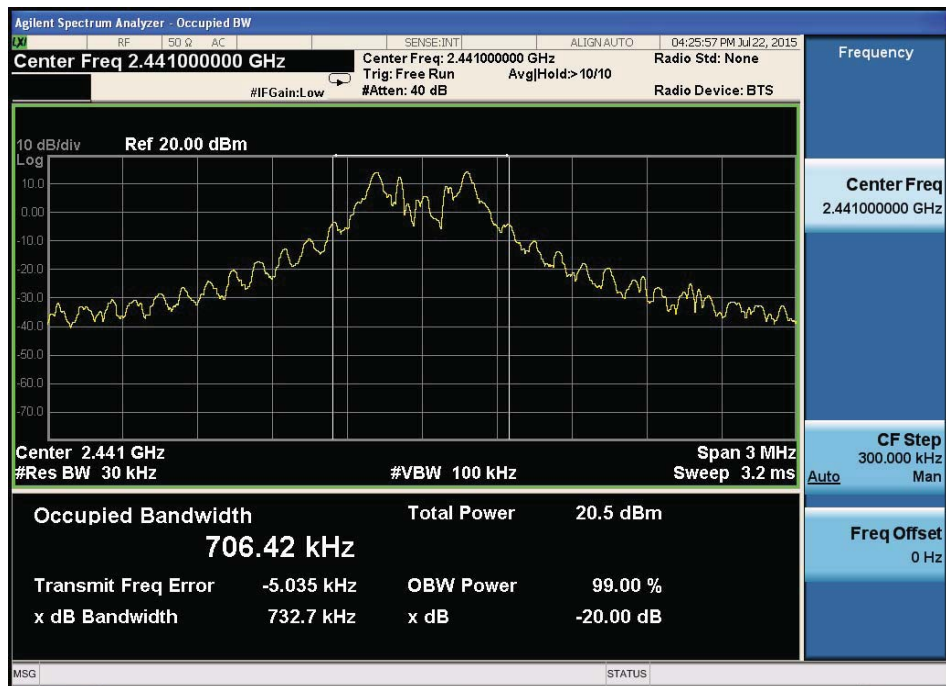 Agilent Spectrum Analyzer - Occupied BW
LXI RF 50 Ω AC SENSE:INT ALIGN AUTO 04:25:57 PM Jul 22, 2015
Center Freq 2.441000000 GHz
Center Freq: 2.441000000 GHz
Radio Std: None
Trig: Free Run Avg|Hold:> 10/10
#IFGain:Low
#Atten: 40 dB
Radio Device: BTS
10 dB/div Ref 20.00 dBm
Log
10.0
0.00
-10.0
-20.0
-30.0
-40.0
-50.0
-60.0
-70.0
Center 2.441 GHz Span 3 MHz
#Res BW 30 kHz #VBW 100 kHz Sweep 3.2 ms
Occupied Bandwidth Total Power 20.5 dBm
706.42 kHz
Transmit Freq Error -5.035 kHz OBW Power 99.00 %
x dB Bandwidth 732.7 kHz x dB -20.00 dB
Frequency
Center Freq
2.441000000 GHz
CF Step
300.000 kHz
Auto Man
Freq Offset
0 Hz
MSG STATUS